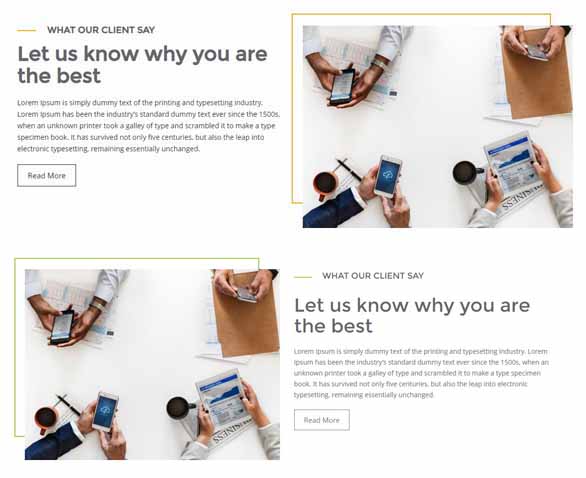 WHAT OUR CLIENT SAY
Let us know why you are
the best
Lorem Ipsum is simply dummy text of the printing and typesetting industry.
Lorem Ipsum has been the industry's standard dummy text ever since the 1500s,
when an unknown printer took a galley of type and scrambled it to make a type
specimen book. It has survived not only five centuries, but also the leap into
electronic typesetting, remaining essentially unchanged.
Read More
BUSINESS
WHAT OUR CLIENT SAY
Let us know why you are
the best
Lorem Ipsum is simply dummy text of the printing and typesetting industry. Lorem
Ipsum has been the industry's standard dummy text ever since the 1500s,
when an unknown printer took a galley of type and scrambled it to make a type
specimen book. It has survived not only five centuries, but also the leap into electronic
typesetting, remaining essentially unchanged.
Read More
BUSINESS